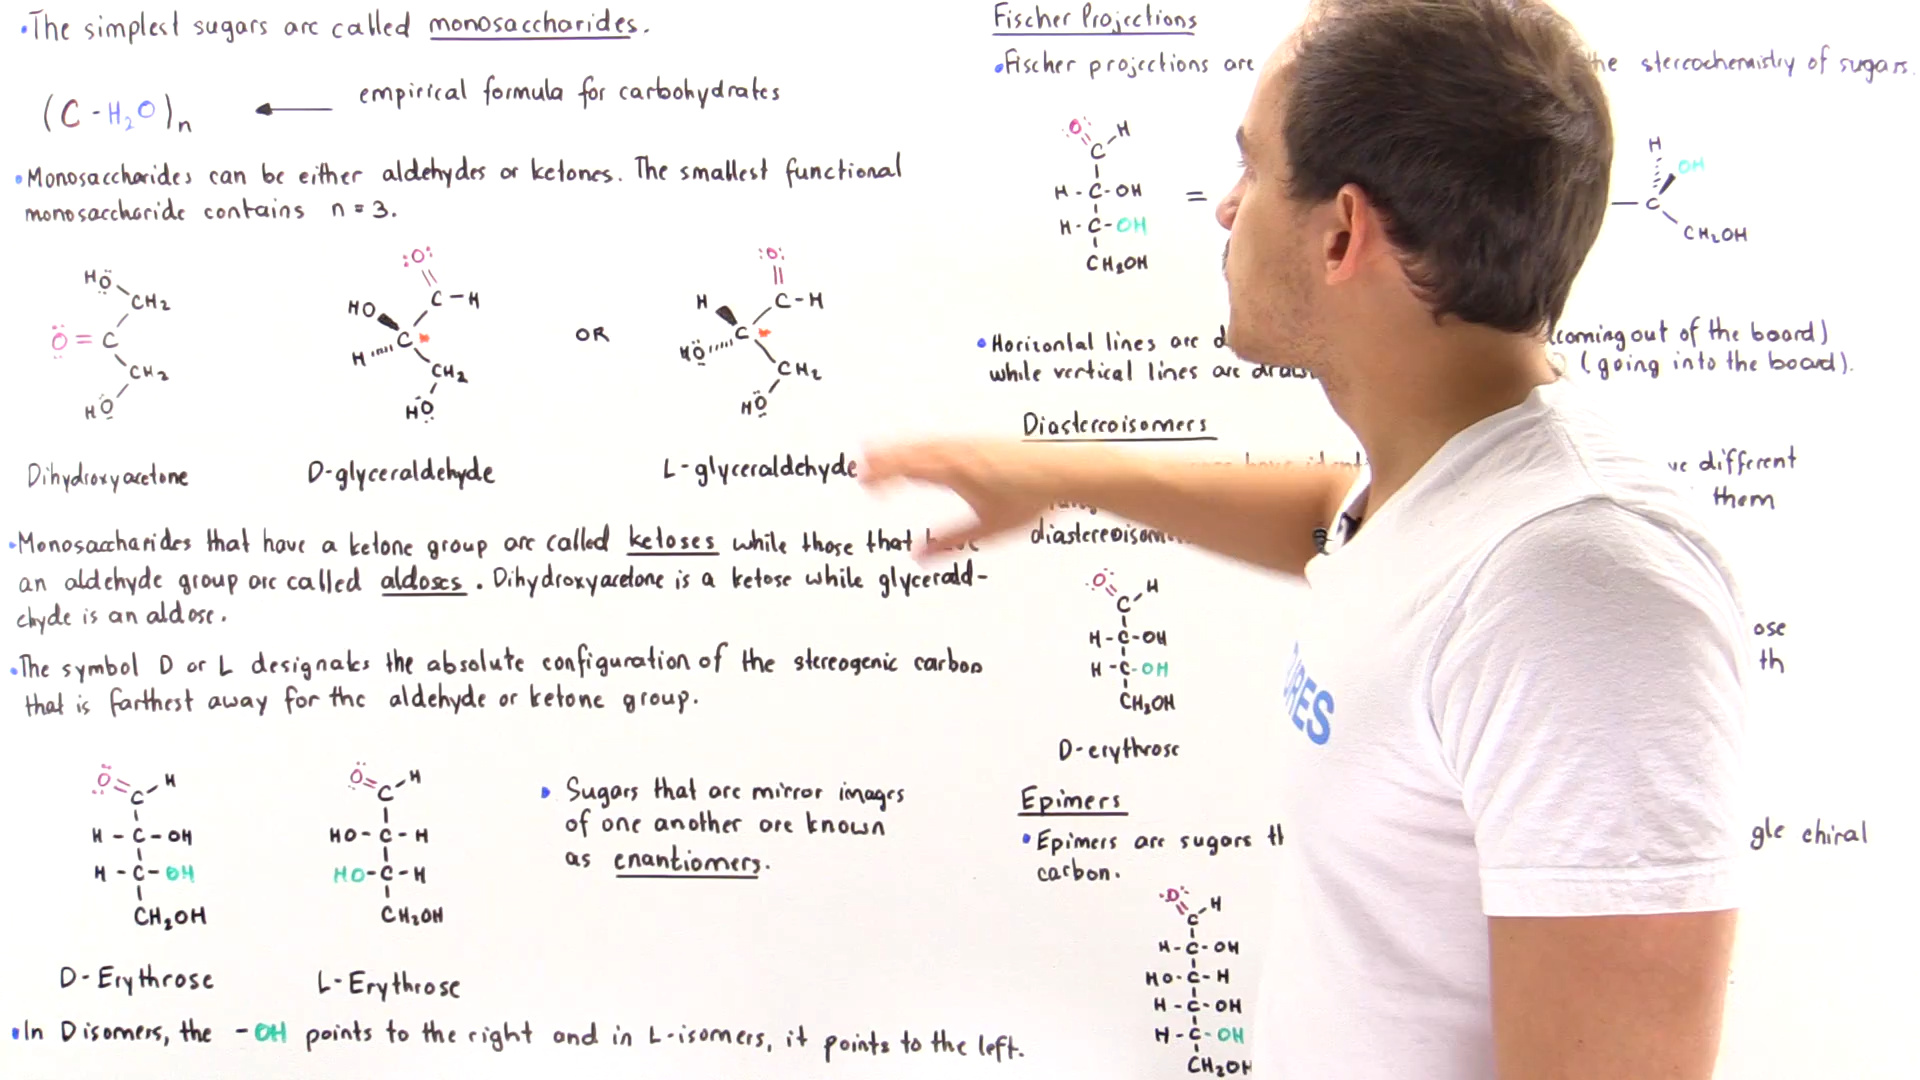 •The simplest sugars are called monosaccharides.
(C-H₂O)n
empirical formula for carbohydrates
•Monosaccharides can be either aldehydes or ketones. The smallest functional
monosaccharide contains n=3.
HO
CH₂
O=C
CH₂
HO
Dihydroxyacetone
:O:
C-H
HO
C
H
CH₂
HO
D-glyceraldehyde
OR
:O:
C-H
H
C
HO
CH₂
HO
L-glyceraldehyde
•Monosaccharides that have a ketone group are called ketoses while those that have
an aldehyde group are called aldoses. Dihydroxyacetone is a ketose while glycerald-
ehyde is an aldose.
•The symbol D or L designates the absolute configuration of the stereogenic carbon
that is farthest away for the aldehyde or ketone group.
O=C-H
H-C-OH
H-C-OH
CH₂OH
D-Erythrose
O=C-H
HO-C-H
HO-C-H
CH₂OH
L-Erythrose
• Sugars that are mirror images
of one another are known
as enantiomers.
•In D isomers, the -OH points to the right and in L-isomers, it points to the left.
Fischer Projections
•Fischer projections are the stereochemistry of sugars.
O=C-H
H-C-OH
H-C-OH
CH₂OH
=
H
OH
-C
CH₂OH
•Horizontal lines are (coming out of the board)
while vertical lines are (going into the board).
Diastereoisomers
different
them
O=C-H
H-C-OH
H-C-OH
CH₂OH
D-erythrose
Epimers
•Epimers are sugars chiral
carbon.
O=C-H
H-C-OH
HO-C-H
H-C-OH
H-C-OH
CH₂OH